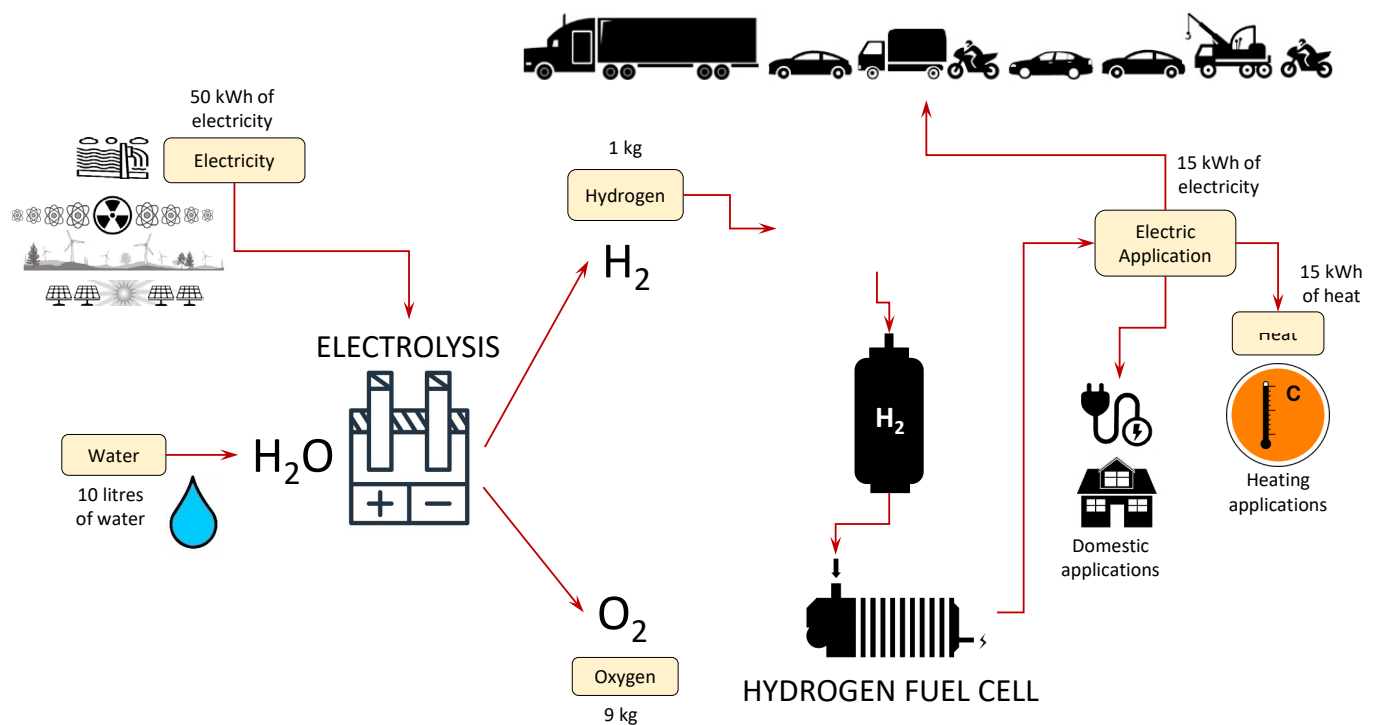 50 kWh of
electricity
Electricity
1 kg
Hydrogen
H₂
15 kWh of
electricity
Electric
Application
15 kWh
of heat
Heat
C
ELECTROLYSIS
H₂
Water
H₂O
10 litres
of water
+ −
Heating
applications
Domestic
applications
O₂
Oxygen
9 kg
HYDROGEN FUEL CELL